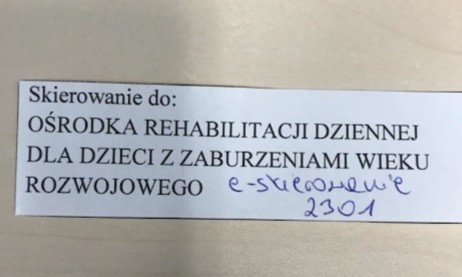 Skierowanie do:
OŚRODKA REHABILITACJI DZIENNEJ
DLA DZIECI Z ZABURZENIAMI WIEKU
ROZWOJOWEGO e-skierowanie
2301